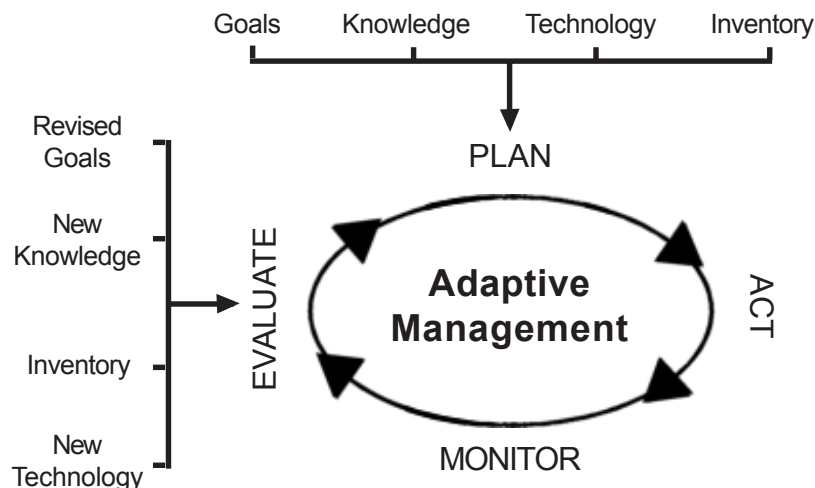 Goals Knowledge Technology Inventory
Revised
Goals
PLAN
New
Knowledge
EVALUATE
Adaptive
Management
ACT
Inventory
MONITOR
New
Technology